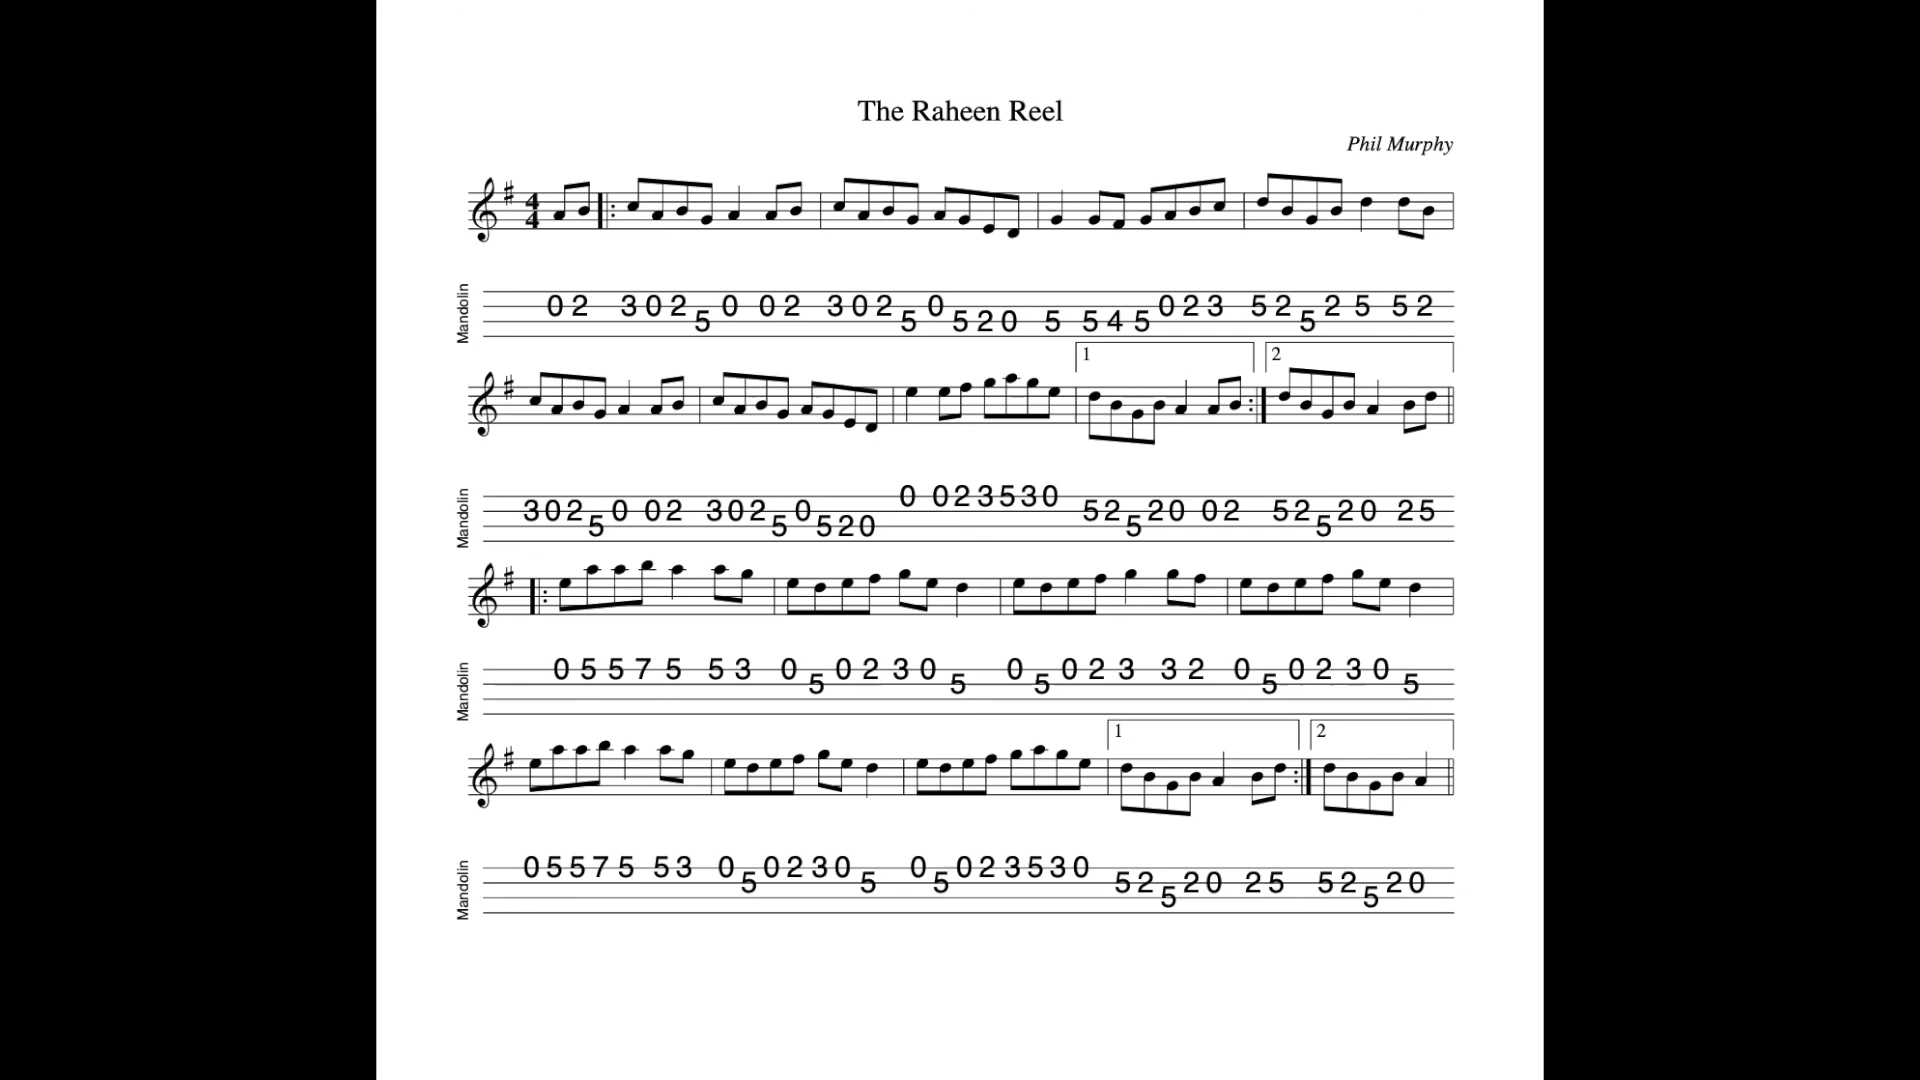 The Raheen Reel
Phil Murphy
4
4
Mandolin
0 2 3 0 2 5 0 0 2 3 0 2 5 0 5 2 0 5 5 4 5 0 2 3 5 2 5 2 5 5 2
1 2
Mandolin
3 0 2 5 0 0 2 3 0 2 5 0 5 2 0 0 0 2 3 5 3 0 5 2 5 2 0 0 2 5 2 5 2 0 2 5
Mandolin
0 5 5 7 5 5 3 0 5 0 2 3 0 5 0 5 0 2 3 3 2 0 5 0 2 3 0 5
1 2
Mandolin
0 5 5 7 5 5 3 0 5 0 2 3 0 5 0 5 0 2 3 5 3 0 5 2 5 2 0 2 5 5 2 5 2 0